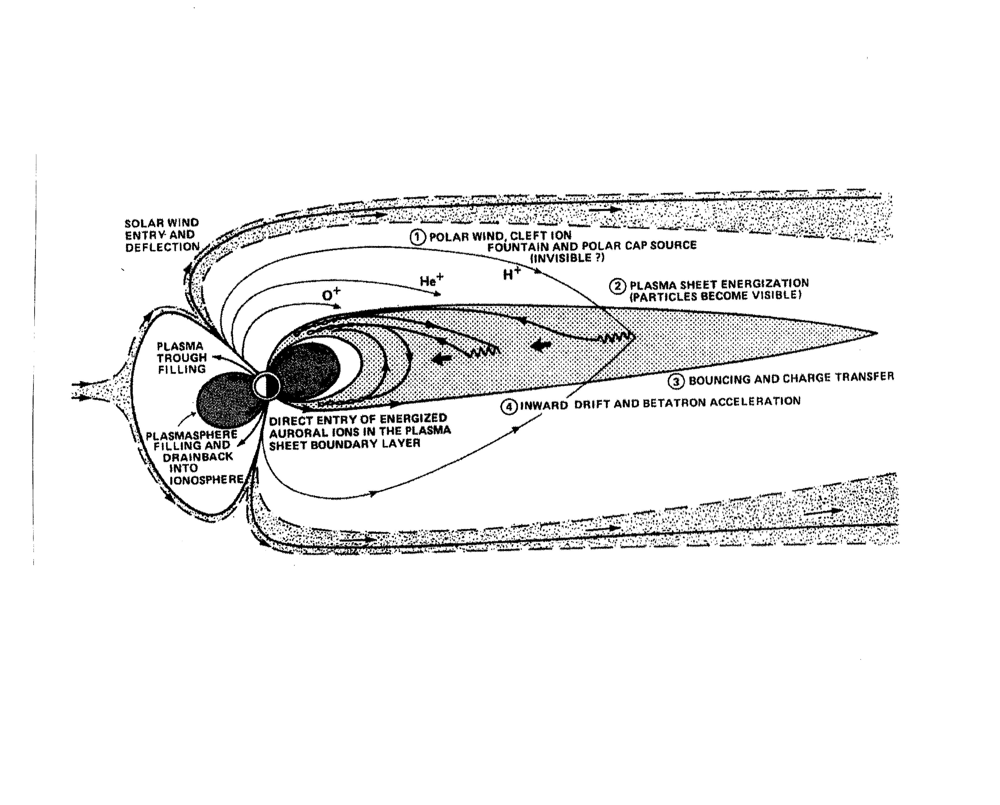 SOLAR WIND
ENTRY AND
DEFLECTION
① POLAR WIND, CLEFT ION
FOUNTAIN AND POLAR CAP SOURCE
(INVISIBLE ?)
H+
He+
O+
② PLASMA SHEET ENERGIZATION
(PARTICLES BECOME VISIBLE)
PLASMA
TROUGH
FILLING
③ BOUNCING AND CHARGE TRANSFER
④ INWARD DRIFT AND BETATRON ACCELERATION
DIRECT ENTRY OF ENERGIZED
AURORAL IONS IN THE PLASMA
SHEET BOUNDARY LAYER
PLASMASPHERE
FILLING AND
DRAINBACK
INTO
IONOSPHERE